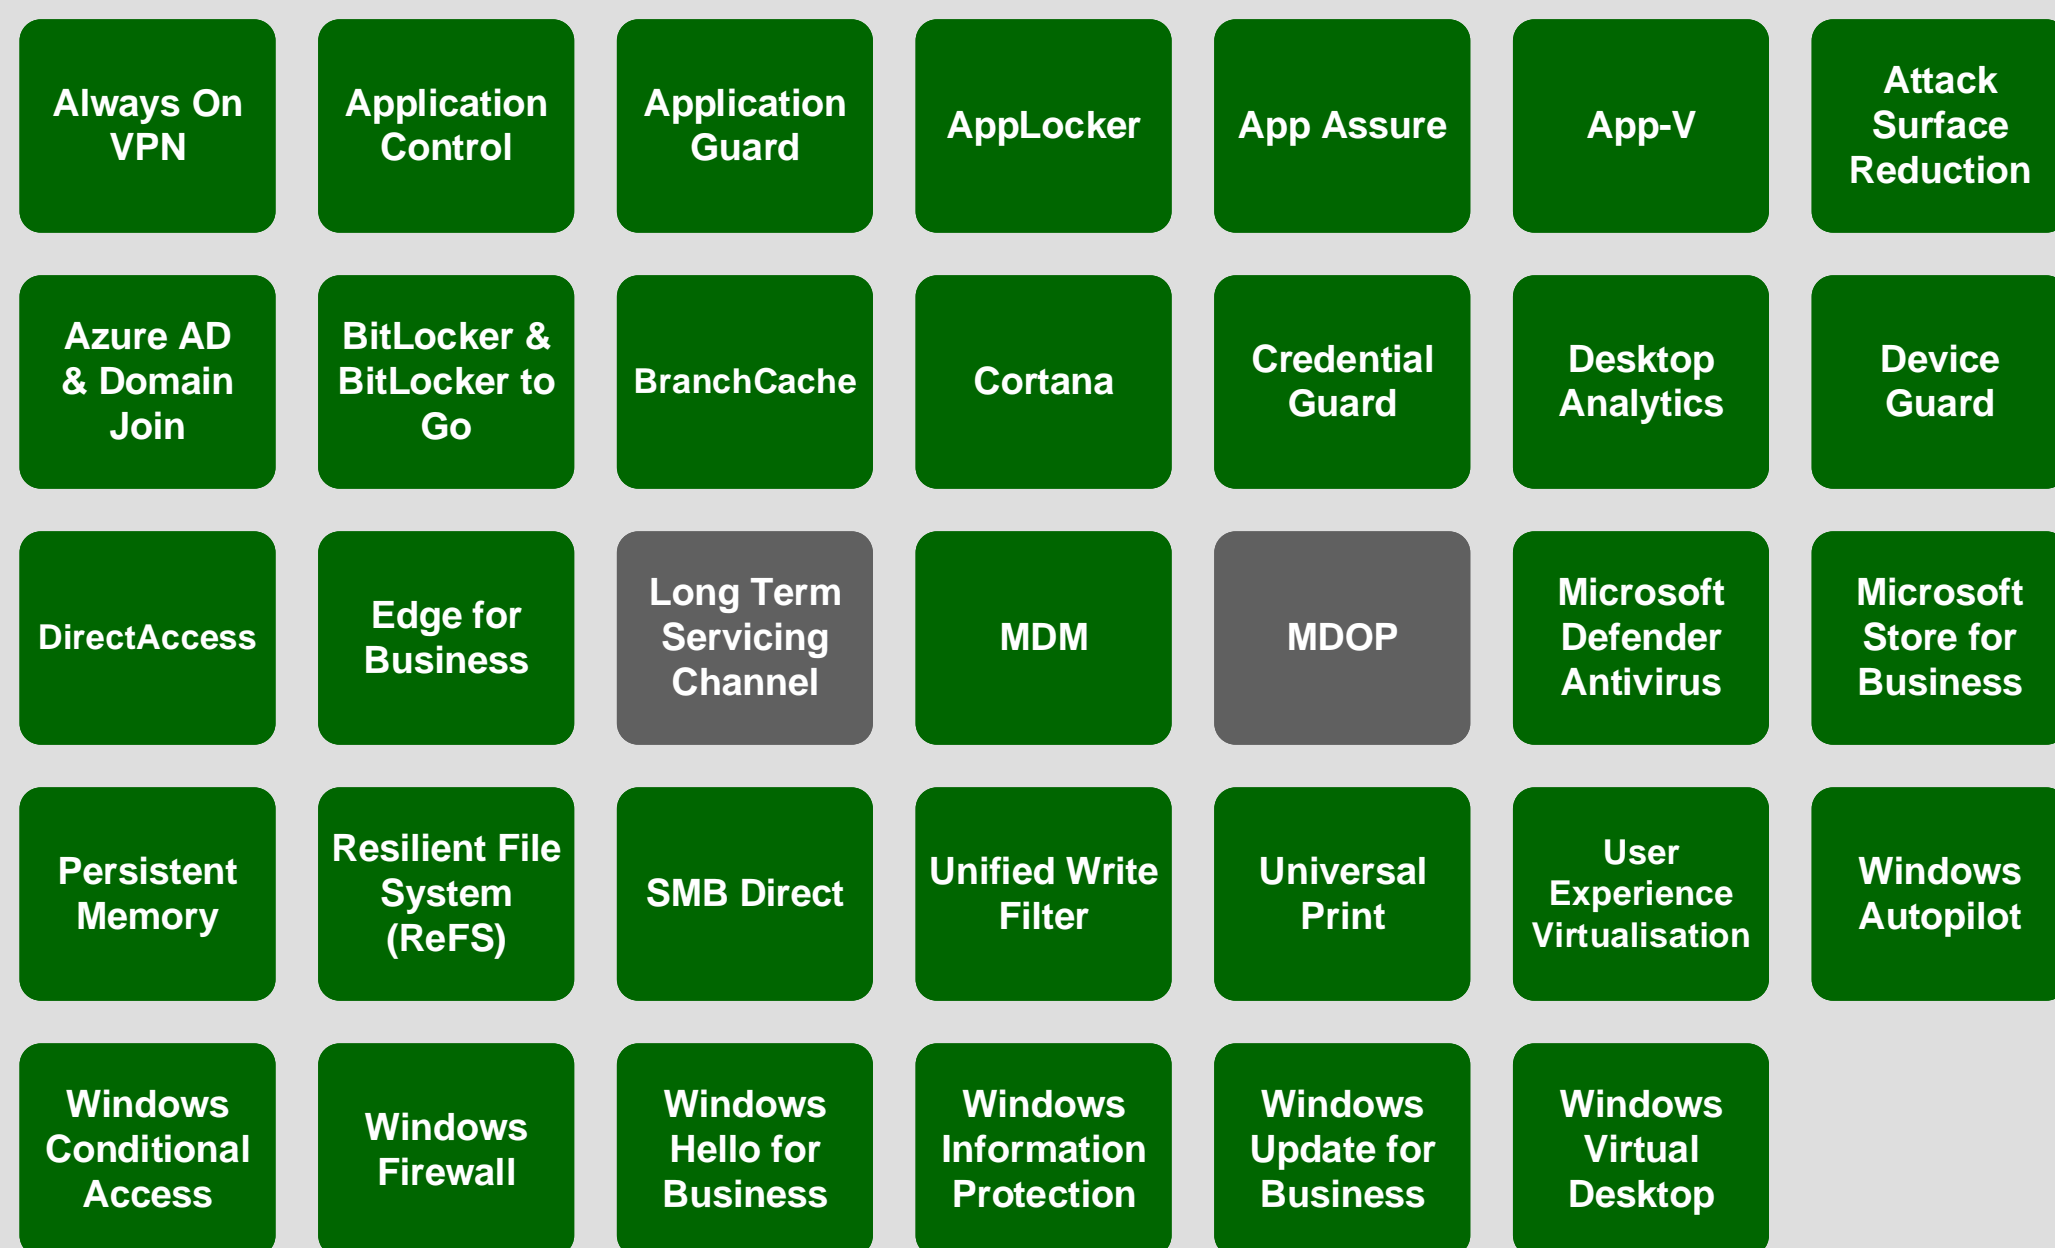 Always On
VPN
Application
Control
Application
Guard
AppLocker
App Assure
App-V
Attack
Surface
Reduction
Azure AD
& Domain
Join
BitLocker &
BitLocker to
Go
BranchCache
Cortana
Credential
Guard
Desktop
Analytics
Device
Guard
DirectAccess
Edge for
Business
Long Term
Servicing
Channel
MDM
MDOP
Microsoft
Defender
Antivirus
Microsoft
Store for
Business
Persistent
Memory
Resilient File
System
(ReFS)
SMB Direct
Unified Write
Filter
Universal
Print
User
Experience
Virtualisation
Windows
Autopilot
Windows
Conditional
Access
Windows
Firewall
Windows
Hello for
Business
Windows
Information
Protection
Windows
Update for
Business
Windows
Virtual
Desktop